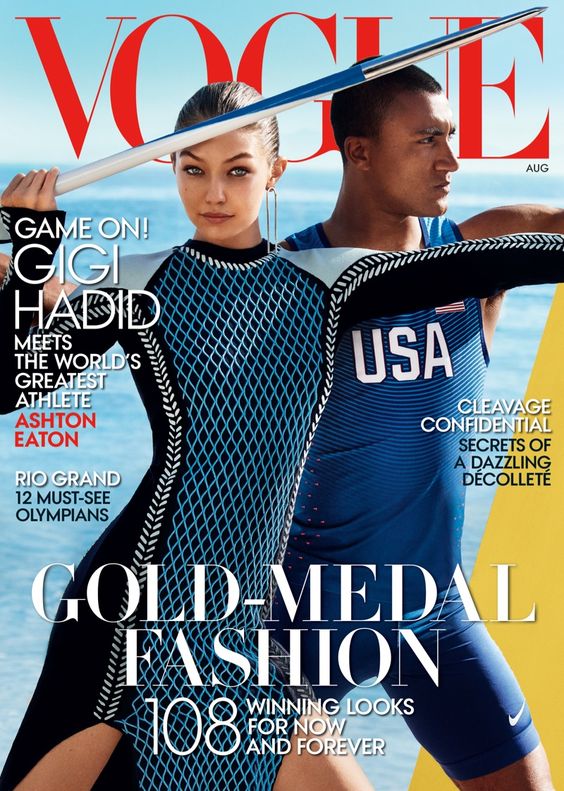 VOGUE
AUG
GAME ON!
GIGI
HADID
MEETS
THE WORLD'S
GREATEST
ATHLETE
ASHTON
EATON
RIO GRAND
12 MUST-SEE
OLYMPIANS
USA
CLEAVAGE
CONFIDENTIAL
SECRETS OF
A DAZZLING
DÉCOLLETÉ
GOLD-MEDAL
FASHION
108 WINNING LOOKS
FOR NOW
AND FOREVER